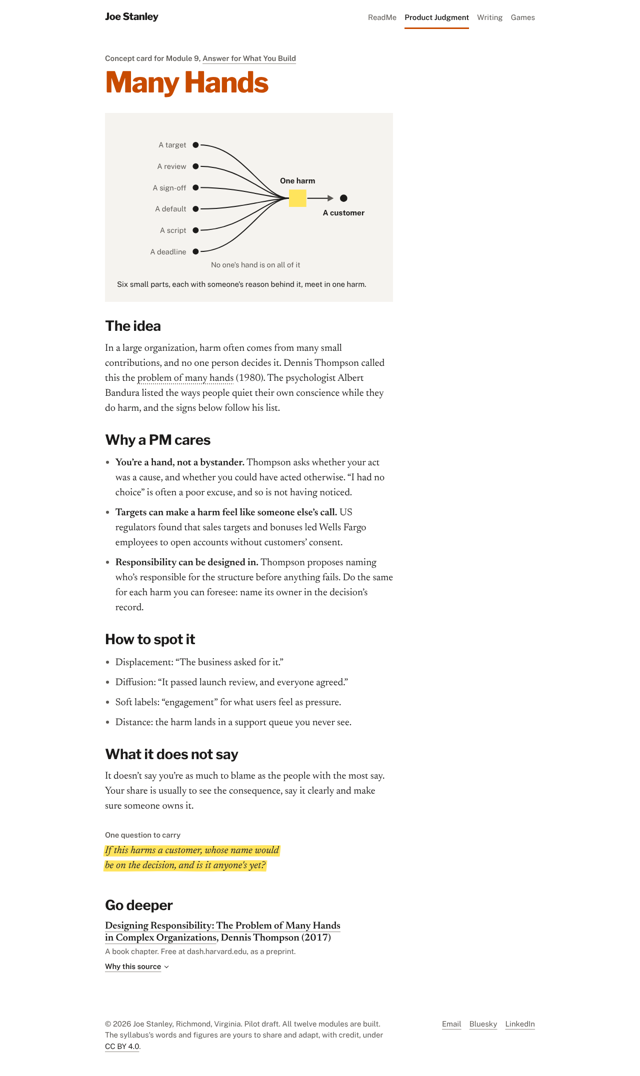 Joe Stanley
ReadMe Product Judgment Writing Games
Concept card for Module 9, Answer for What You Build
Many Hands
A target
A review
A sign-off
A default
A script
A deadline
One harm
A customer
No one's hand is on all of it
Six small parts, each with someone's reason behind it, meet in one harm.
The idea
In a large organization, harm often comes from many small
contributions, and no one person decides it. Dennis Thompson called
this the problem of many hands (1980). The psychologist Albert
Bandura listed the ways people quiet their own conscience while they
do harm, and the signs below follow his list.
Why a PM cares
• You’re a hand, not a bystander. Thompson asks whether your act
was a cause, and whether you could have acted otherwise. “I had no
choice” is often a poor excuse, and so is not having noticed.
• Targets can make a harm feel like someone else’s call. US
regulators found that sales targets and bonuses led Wells Fargo
employees to open accounts without customers’ consent.
• Responsibility can be designed in. Thompson proposes naming
who’s responsible for the structure before anything fails. Do the same
for each harm you can foresee: name its owner in the decision’s
record.
How to spot it
• Displacement: “The business asked for it.”
• Diffusion: “It passed launch review, and everyone agreed.”
• Soft labels: “engagement” for what users feel as pressure.
• Distance: the harm lands in a support queue you never see.
What it does not say
It doesn’t say you’re as much to blame as the people with the most say.
Your share is usually to see the consequence, say it clearly and make
sure someone owns it.
One question to carry
If this harms a customer, whose name would
be on the decision, and is it anyone’s yet?
Go deeper
Designing Responsibility: The Problem of Many Hands
in Complex Organizations, Dennis Thompson (2017)
A book chapter. Free at dash.harvard.edu, as a preprint.
Why this source
© 2026 Joe Stanley, Richmond, Virginia. Pilot draft. All twelve modules are built.
The syllabus’s words and figures are yours to share and adapt, with credit, under
CC BY 4.0.
Email Bluesky LinkedIn